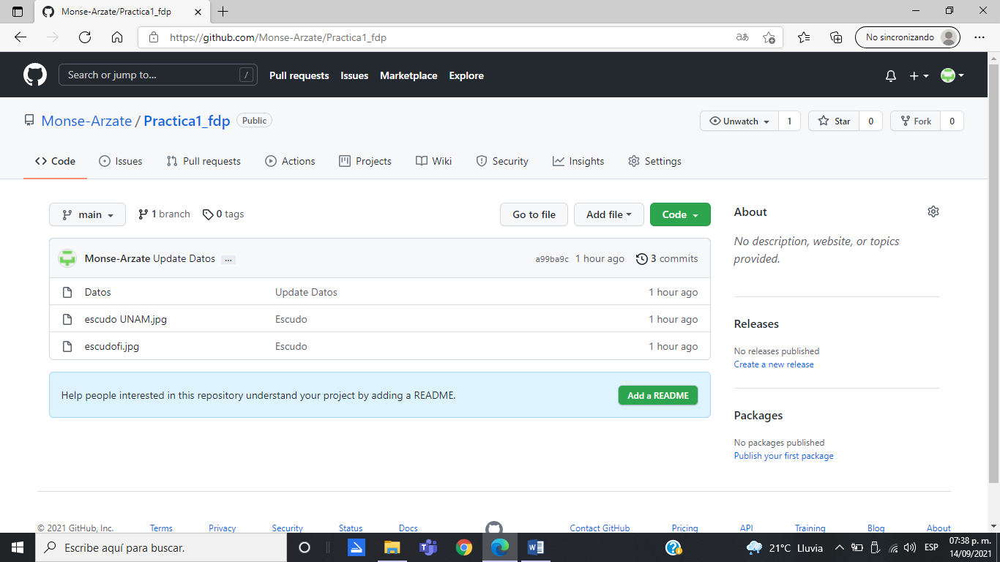 Monse-Arzate/Practica1_fdp
https://github.com/Monse-Arzate/Practica1_fdp
aあ
No sincronizando
Search or jump to...
/
Pull requests
Issues
Marketplace
Explore
Monse-Arzate / Practica1_fdp
Public
Unwatch
1
Star
0
Fork
0
Code
Issues
Pull requests
Actions
Projects
Wiki
Security
Insights
Settings
main
1 branch
0 tags
Go to file
Add file
Code
Monse-Arzate Update Datos ...
a99ba9c 1 hour ago
3 commits
Datos
Update Datos
1 hour ago
escudo UNAM.jpg
Escudo
1 hour ago
escudofi.jpg
Escudo
1 hour ago
Help people interested in this repository understand your project by adding a README.
Add a README
About
No description, website, or topics
provided.
Releases
No releases published
Create a new release
Packages
No packages published
Publish your first package
© 2021 GitHub, Inc.
Terms
Privacy
Security
Status
Docs
Contact GitHub
Pricing
API
Training
Blog
About
Escribe aquí para buscar.
21°C Lluvia
ESP
07:38 p. m.
14/09/2021